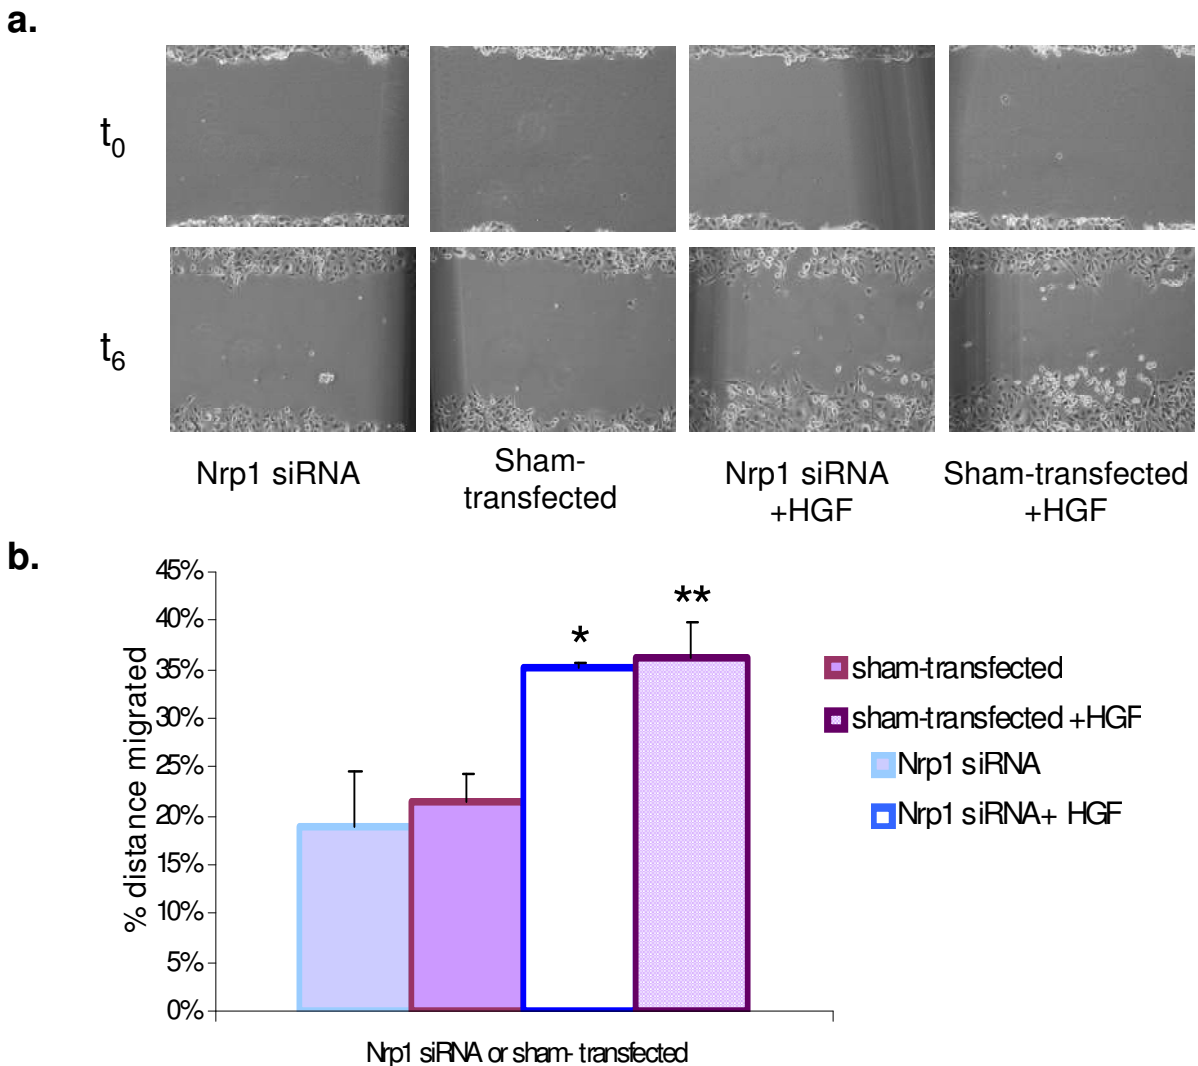 a.
t0
t6
Nrp1 siRNA
Sham-
transfected
Nrp1 siRNA
+HGF
Sham-transfected
+HGF
b.
% distance migrated
45%
40%
35%
30%
25%
20%
15%
10%
5%
0%
*
**
Nrp1 siRNA or sham- transfected
sham-transfected
sham-transfected +HGF
Nrp1 siRNA
Nrp1 siRNA+ HGF